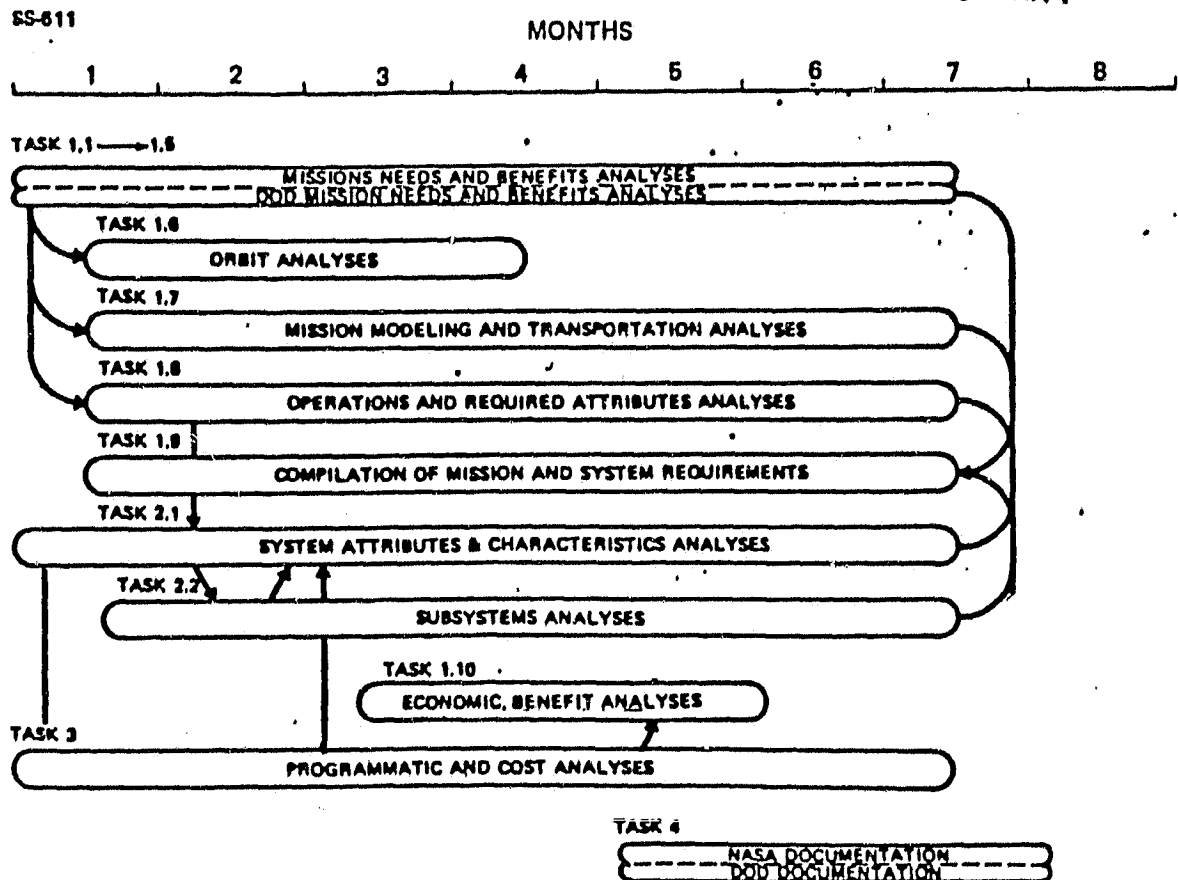 SS-611
MONTHS
1 2 3 4 5 6 7 8
TASK 1.1 → 1.5
MISSIONS NEEDS AND BENEFITS ANALYSES
DOD MISSION NEEDS AND BENEFITS ANALYSES
TASK 1.6
ORBIT ANALYSES
TASK 1.7
MISSION MODELING AND TRANSPORTATION ANALYSES
TASK 1.8
OPERATIONS AND REQUIRED ATTRIBUTES ANALYSES
TASK 1.9
COMPILATION OF MISSION AND SYSTEM REQUIREMENTS
TASK 2.1
SYSTEM ATTRIBUTES & CHARACTERISTICS ANALYSES
TASK 2.2
SUBSYSTEMS ANALYSES
TASK 1.10
ECONOMIC, BENEFIT ANALYSES
TASK 3
PROGRAMMATIC AND COST ANALYSES
TASK 4
NASA DOCUMENTATION
DOD DOCUMENTATION